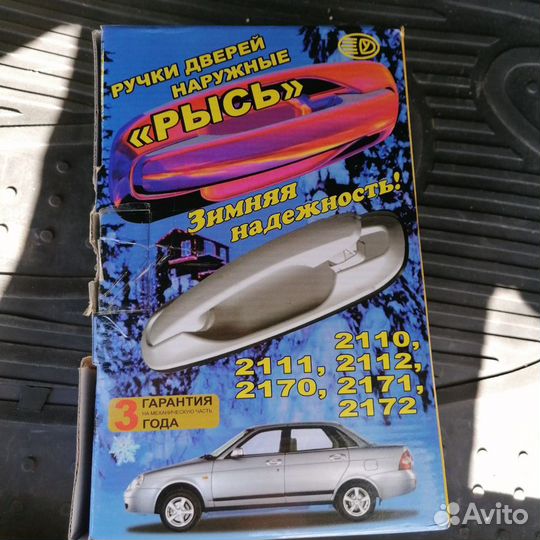 РУЧКИ ДВЕРЕЙ
НАРУЖНЫЕ
«РЫСЬ»
Зимняя
надежность!
2110,
2111, 2112,
2170, 2171,
2172
3 ГАРАНТИЯ
НА МЕХАНИЧЕСКУЮ ЧАСТЬ
ГОДА
Avito